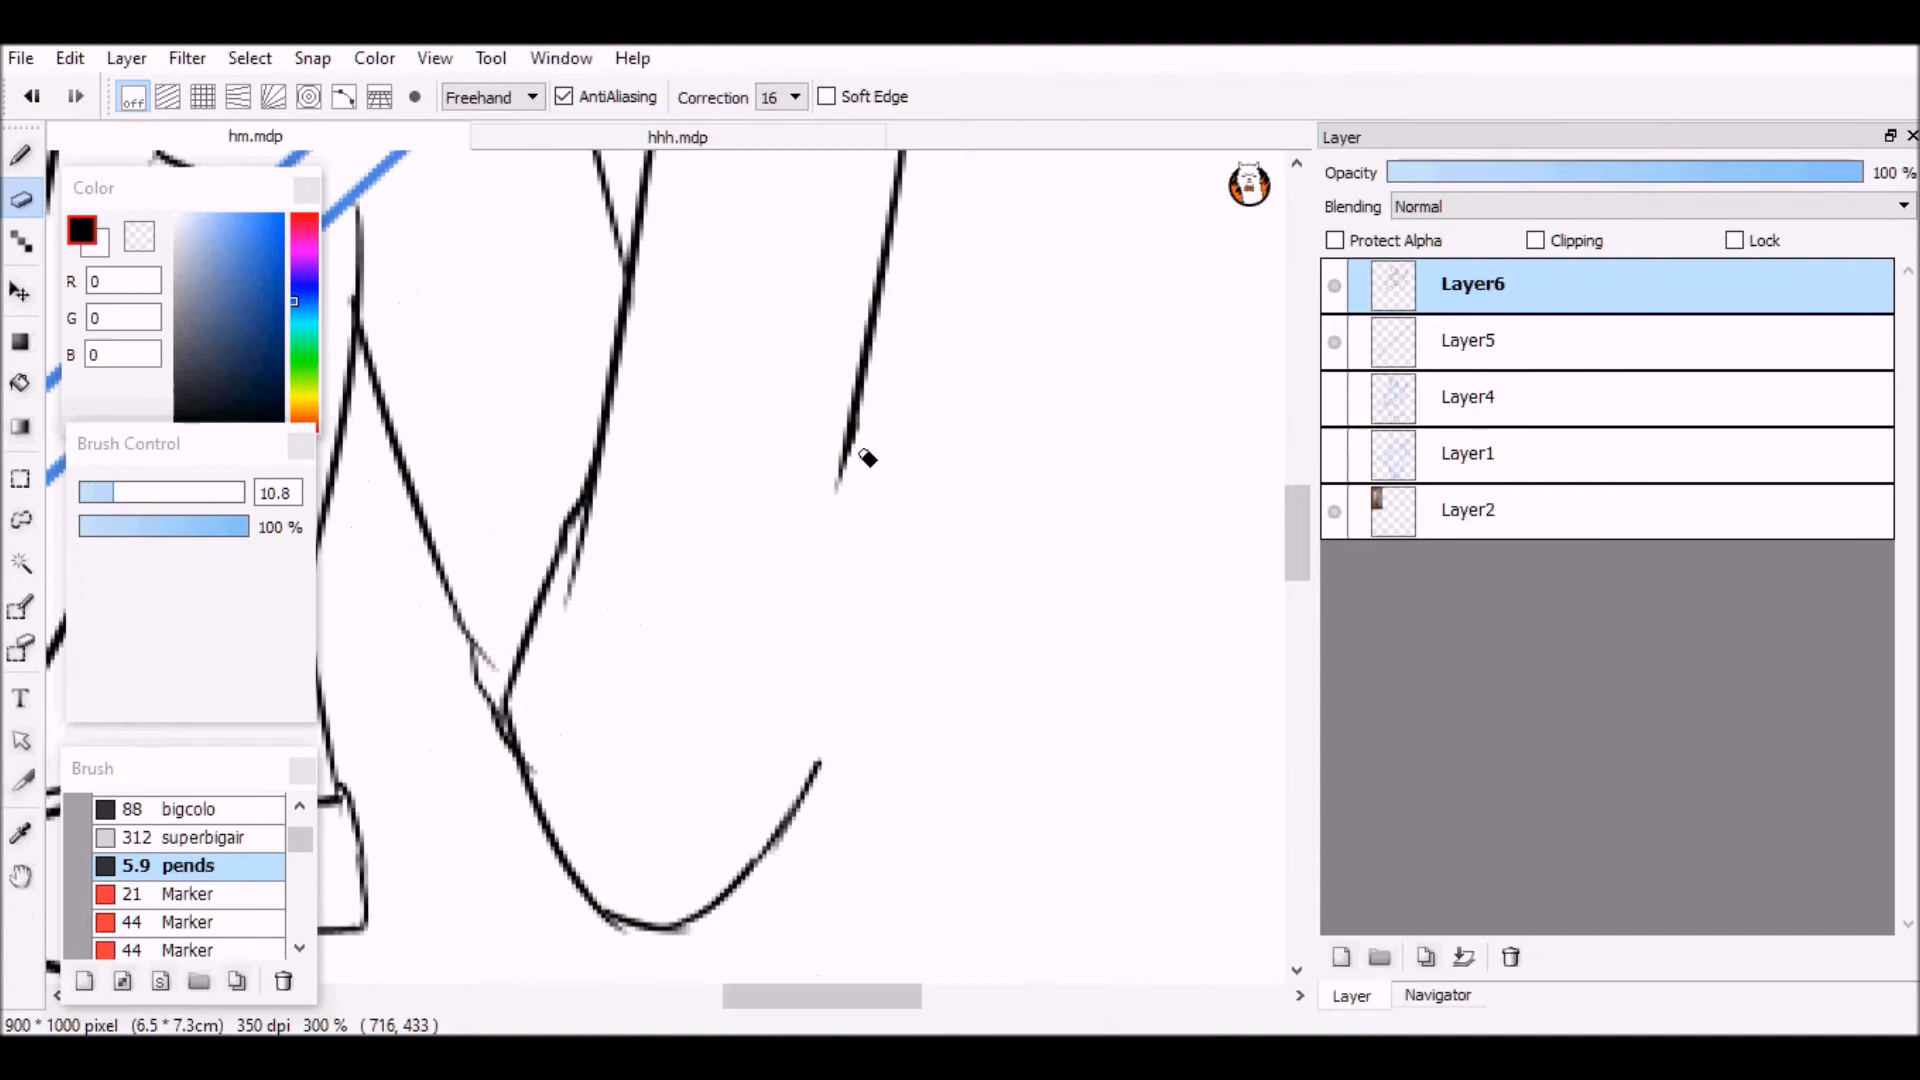 File Edit Layer Filter Select Snap Color View Tool Window Help
off Freehand AntiAliasing Correction 16 Soft Edge
hm.mdp hhh.mdp
Layer
Color
Opacity 100 %
Blending Normal
Protect Alpha Clipping Lock
R 0
G 0
B 0
Layer6
Layer5
Layer4
Layer1
Layer2
Brush Control
10.8
100 %
Brush
88 bigcolo
312 superbigair
5.9 pends
21 Marker
44 Marker
44 Marker
S
T
Layer Navigator
900 * 1000 pixel (6.5 * 7.3cm) 350 dpi 300 % ( 716, 433 )